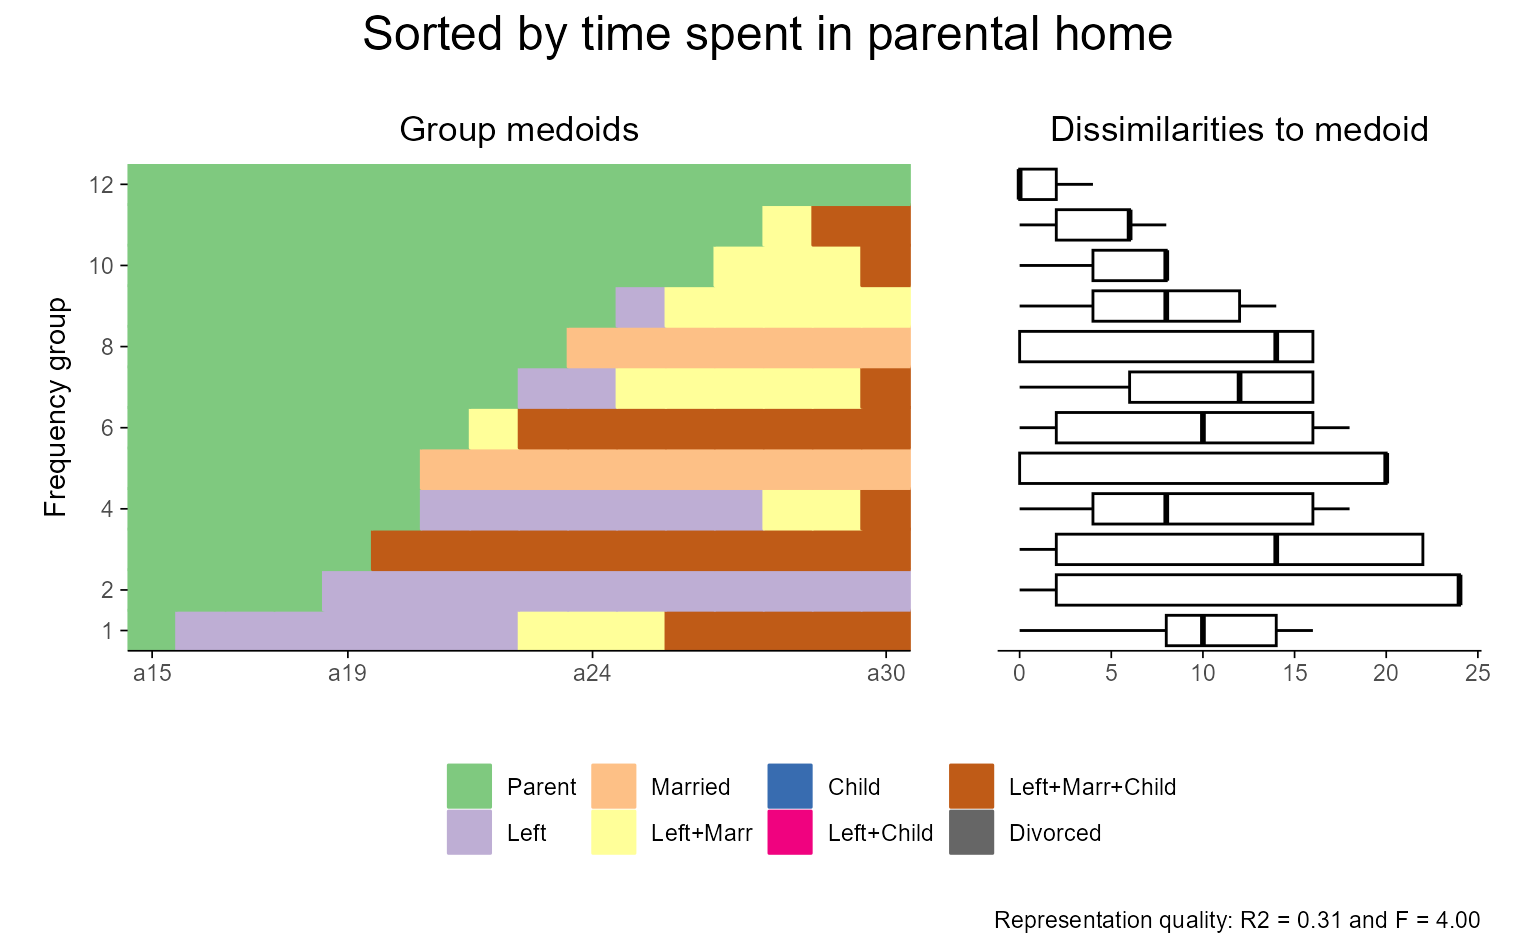 Sorted by time spent in parental home
Group medoids
Dissimilarities to medoid
Frequency group
12
10
8
6
4
2
1
a15
a19
a24
a30
0
5
10
15
20
25
Parent
Married
Child
Left+Marr+Child
Left
Left+Marr
Left+Child
Divorced
Representation quality: R2 = 0.31 and F = 4.00